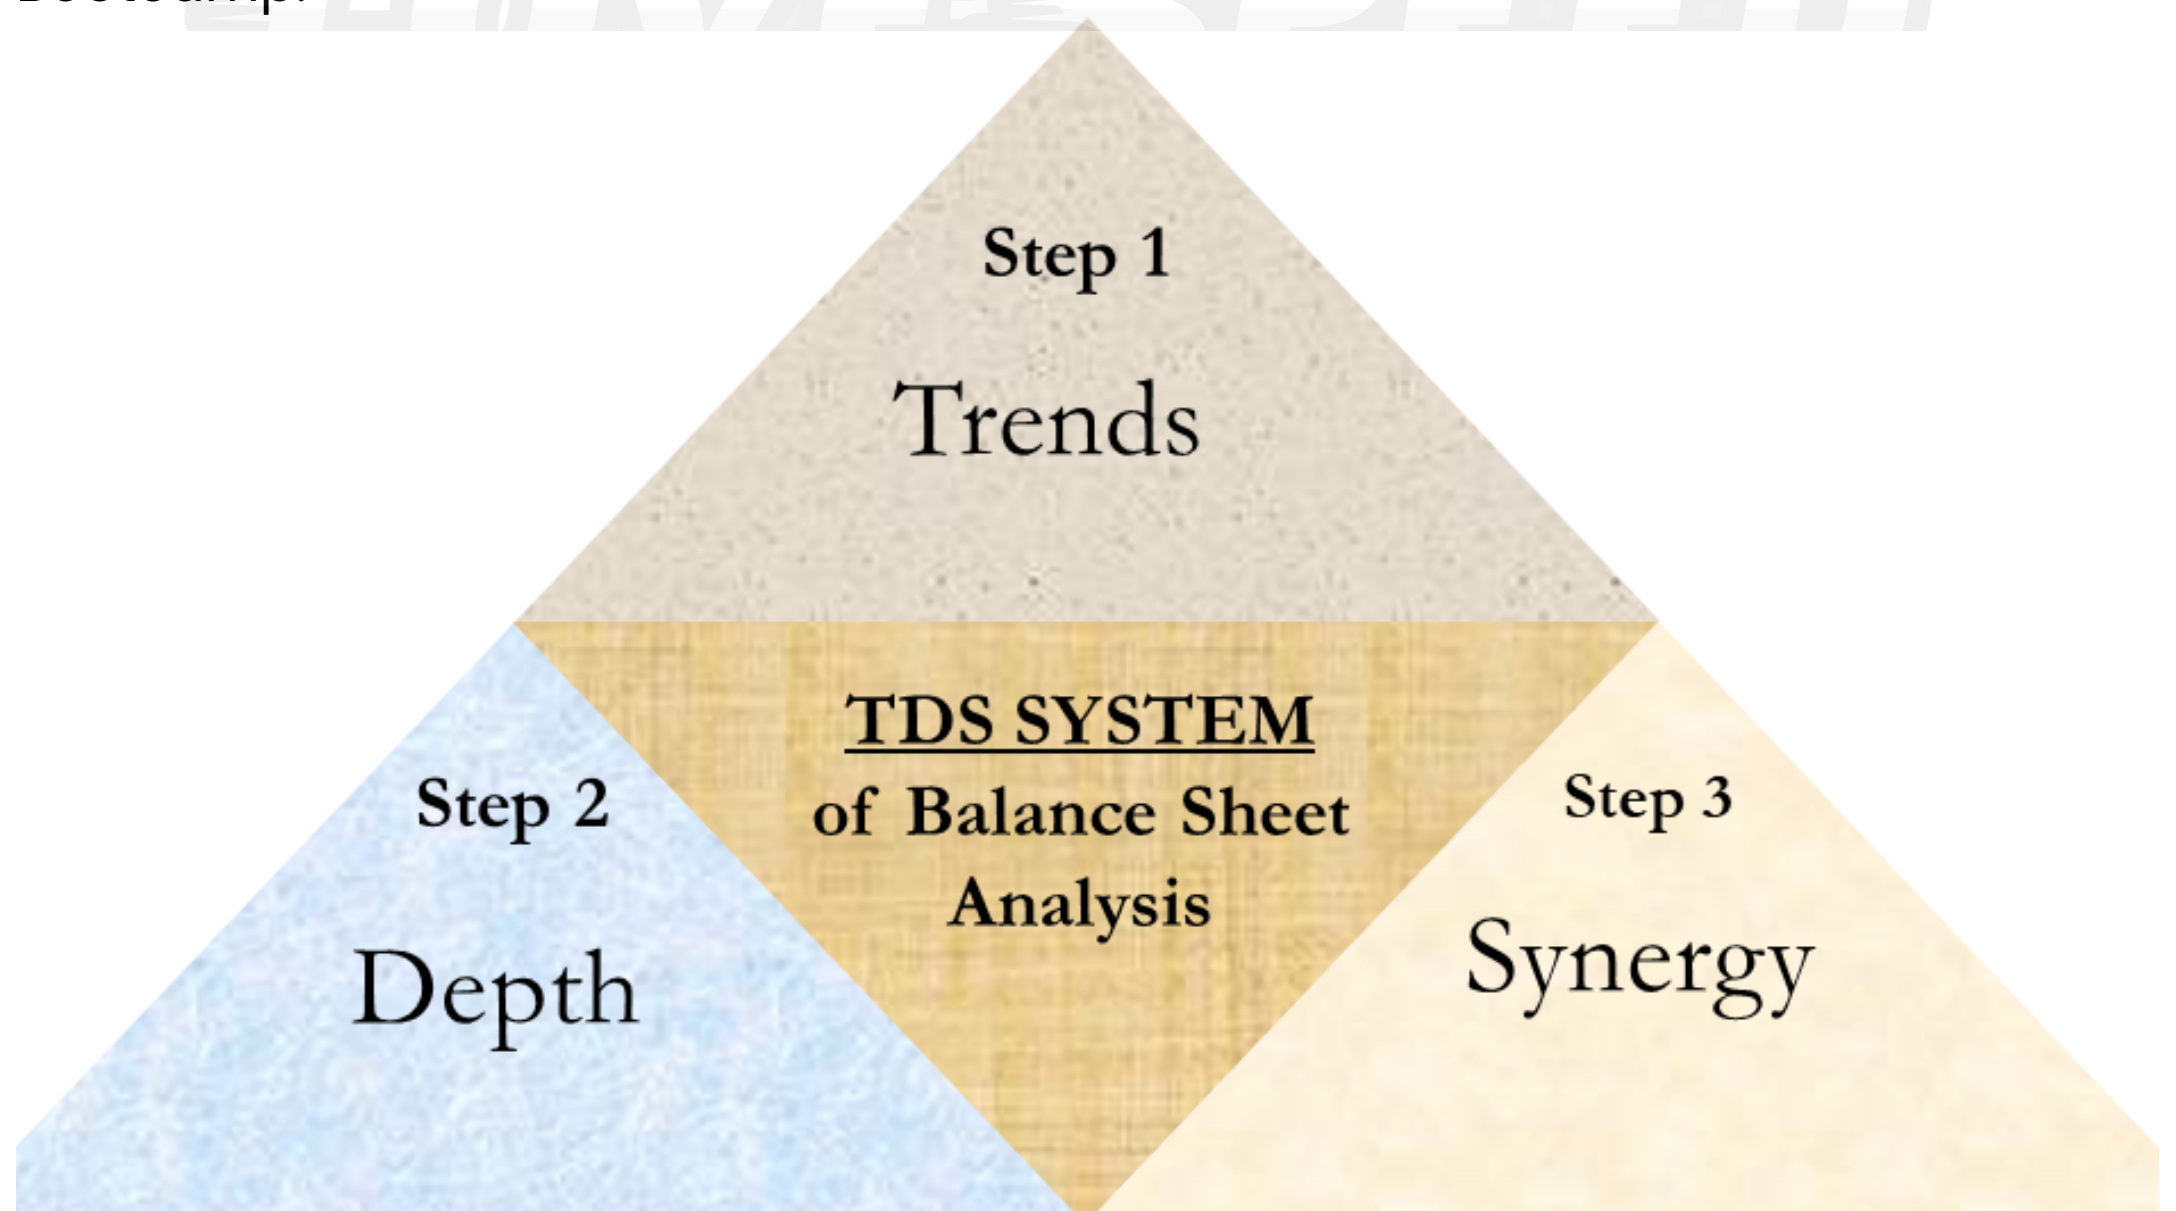 Step 1
Trends
TDS SYSTEM
of Balance Sheet
Analysis
Step 2
Depth
Step 3
Synergy